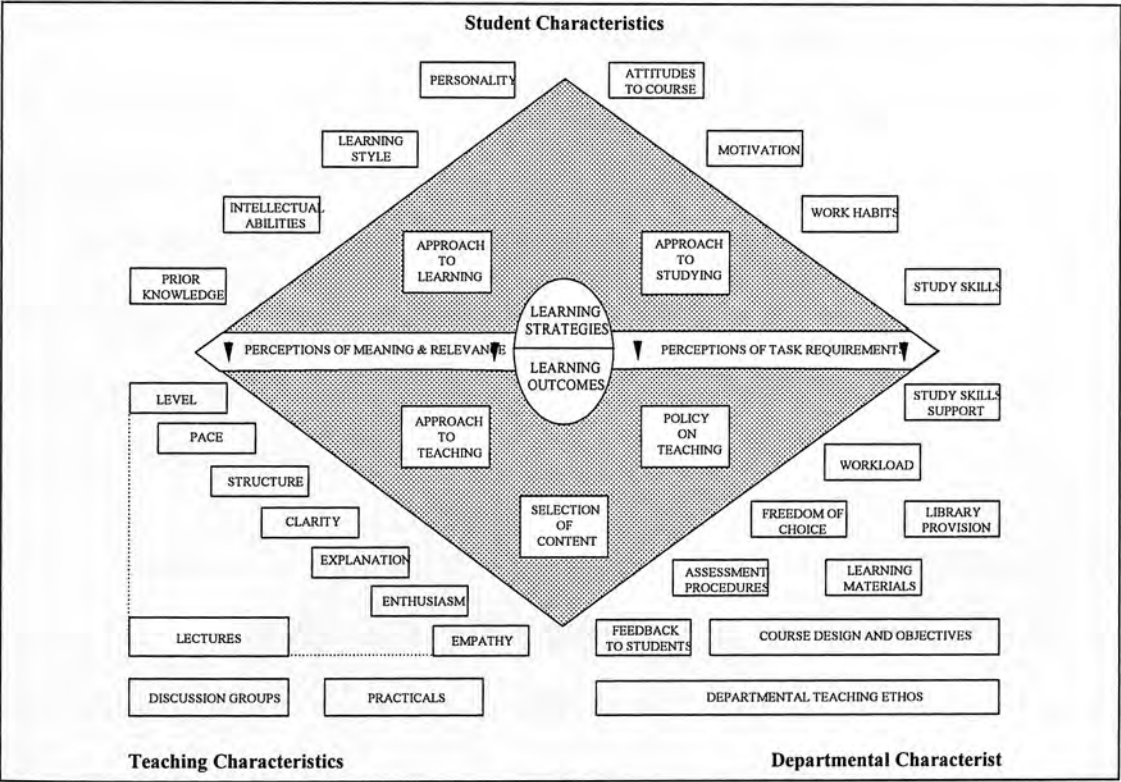 Student Characteristics
PERSONALITY
ATTITUDES
TO COURSE
LEARNING
STYLE
MOTIVATION
INTELLECTUAL
ABILITIES
WORK HABITS
APPROACH
TO
LEARNING
APPROACH
TO
STUDYING
PRIOR
KNOWLEDGE
STUDY SKILLS
LEARNING
STRATEGIES
PERCEPTIONS OF MEANING & RELEVANCE
PERCEPTIONS OF TASK REQUIREMENTS
LEARNING
OUTCOMES
LEVEL
STUDY SKILLS
SUPPORT
PACE
APPROACH
TO
TEACHING
POLICY
ON
TEACHING
WORKLOAD
STRUCTURE
CLARITY
SELECTION
OF
CONTENT
FREEDOM OF
CHOICE
LIBRARY
PROVISION
EXPLANATION
ASSESSMENT
PROCEDURES
LEARNING
MATERIALS
ENTHUSIASM
LECTURES
EMPATHY
FEEDBACK
TO STUDENTS
COURSE DESIGN AND OBJECTIVES
DISCUSSION GROUPS
PRACTICALS
DEPARTMENTAL TEACHING ETHOS
Teaching Characteristics
Departmental Characterist